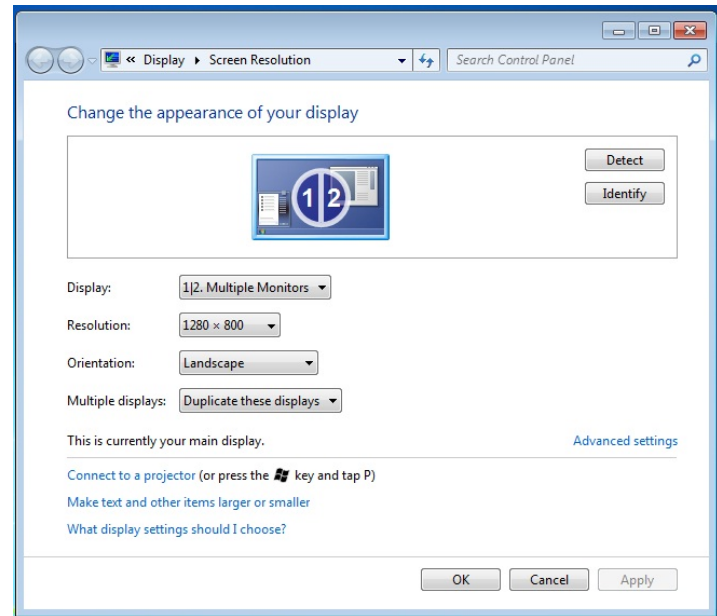 « Display ▸ Screen Resolution
Search Control Panel
Change the appearance of your display
1|2
Detect
Identify
Display: 1|2. Multiple Monitors
Resolution: 1280 × 800
Orientation: Landscape
Multiple displays: Duplicate these displays
This is currently your main display. Advanced settings
Connect to a projector (or press the key and tap P)
Make text and other items larger or smaller
What display settings should I choose?
OK Cancel Apply